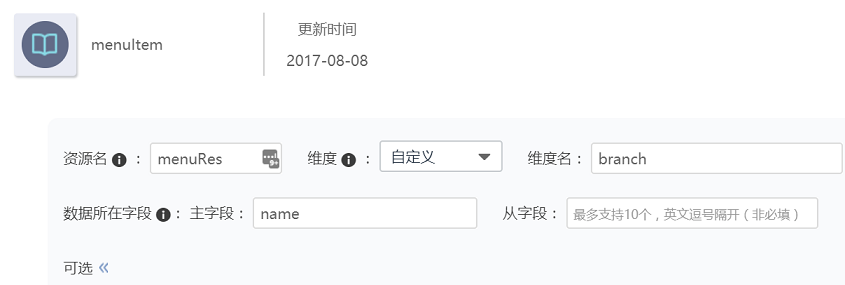 menuItem
更新时间
2017-08-08
资源名 : menuRes 维度 : 自定义 维度名: branch
数据所在字段 : 主字段: name 从字段: 最多支持10个，英文逗号隔开（非必填）
可选 «